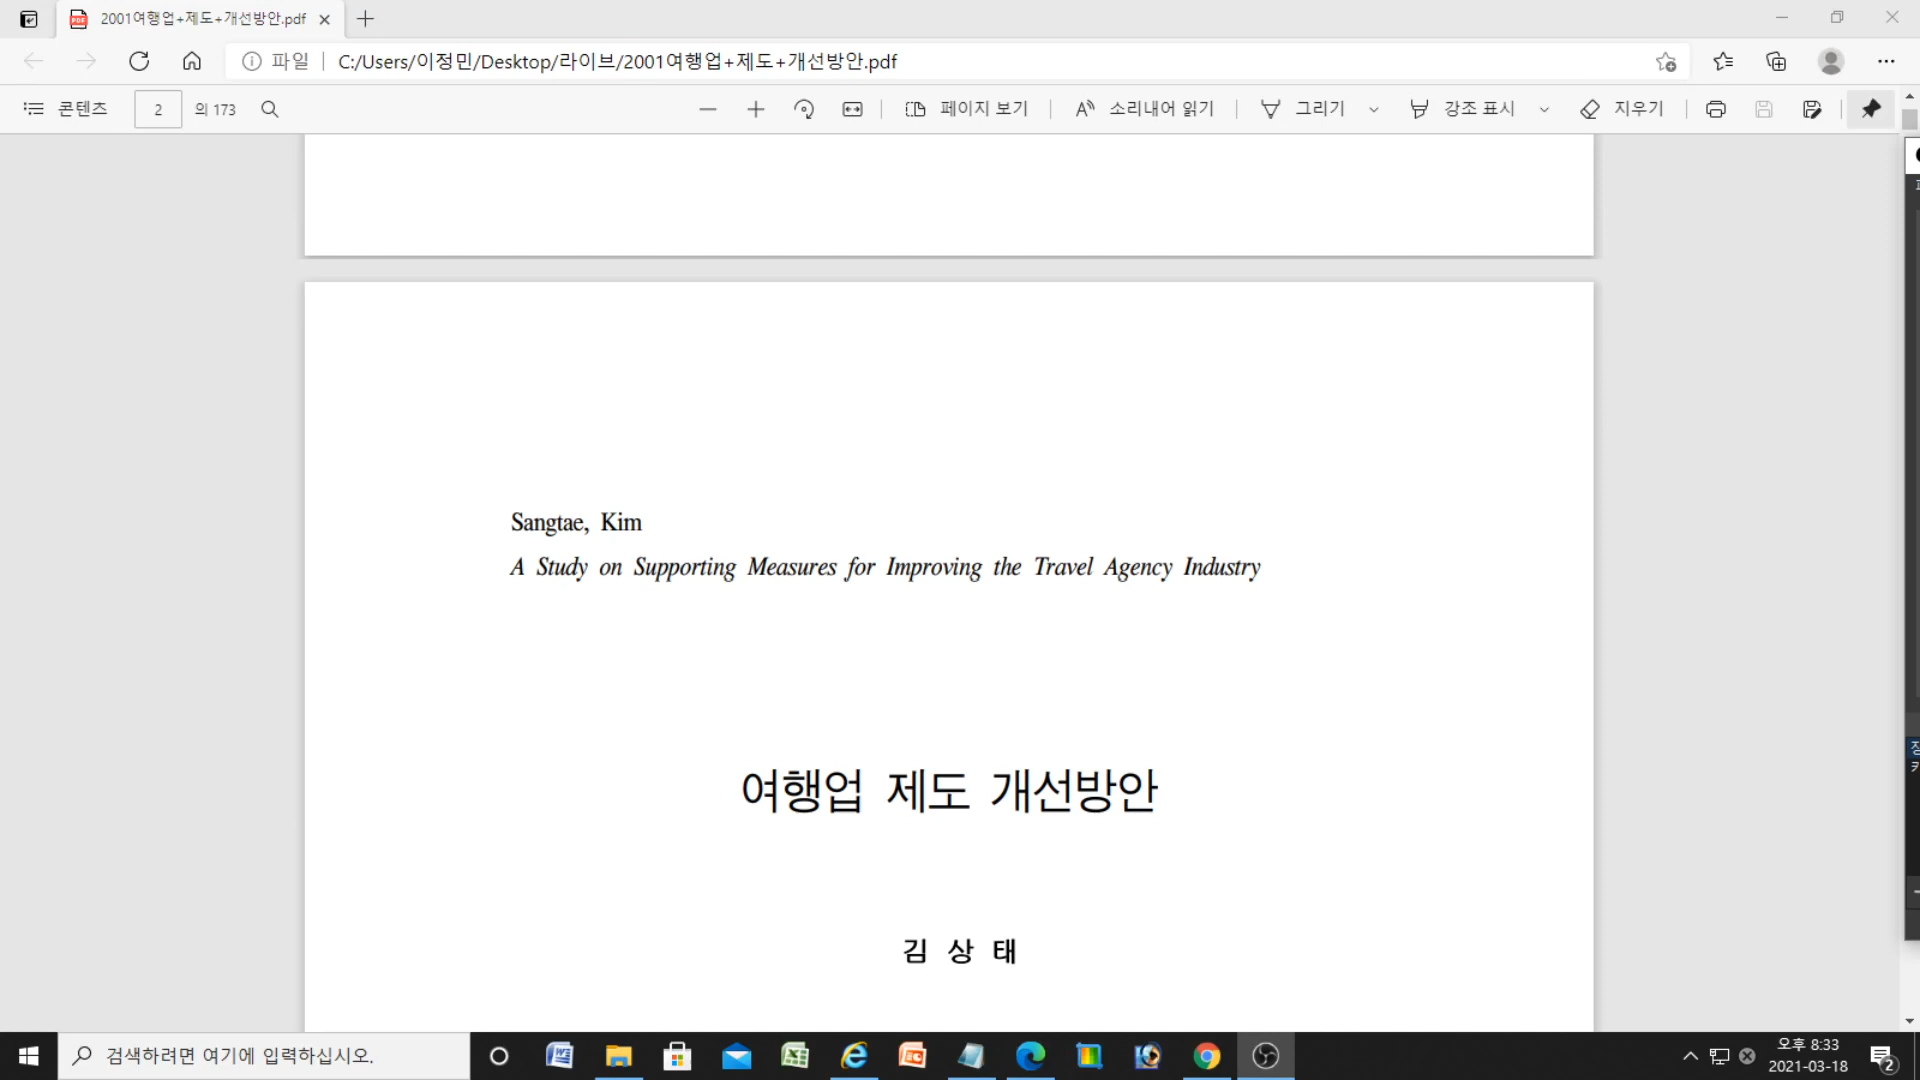 2001여행업+제도+개선방안.pdf
파일 C:/Users/이정민/Desktop/라이브/2001여행업+제도+개선방안.pdf
콘텐츠 2 의 173 페이지 보기 소리내어 읽기 그리기 강조 표시 지우기
Sangtae, Kim
A Study on Supporting Measures for Improving the Travel Agency Industry
여행업 제도 개선방안
김 상 태
검색하려면 여기에 입력하십시오.
오후 8:33
2021-03-18
2